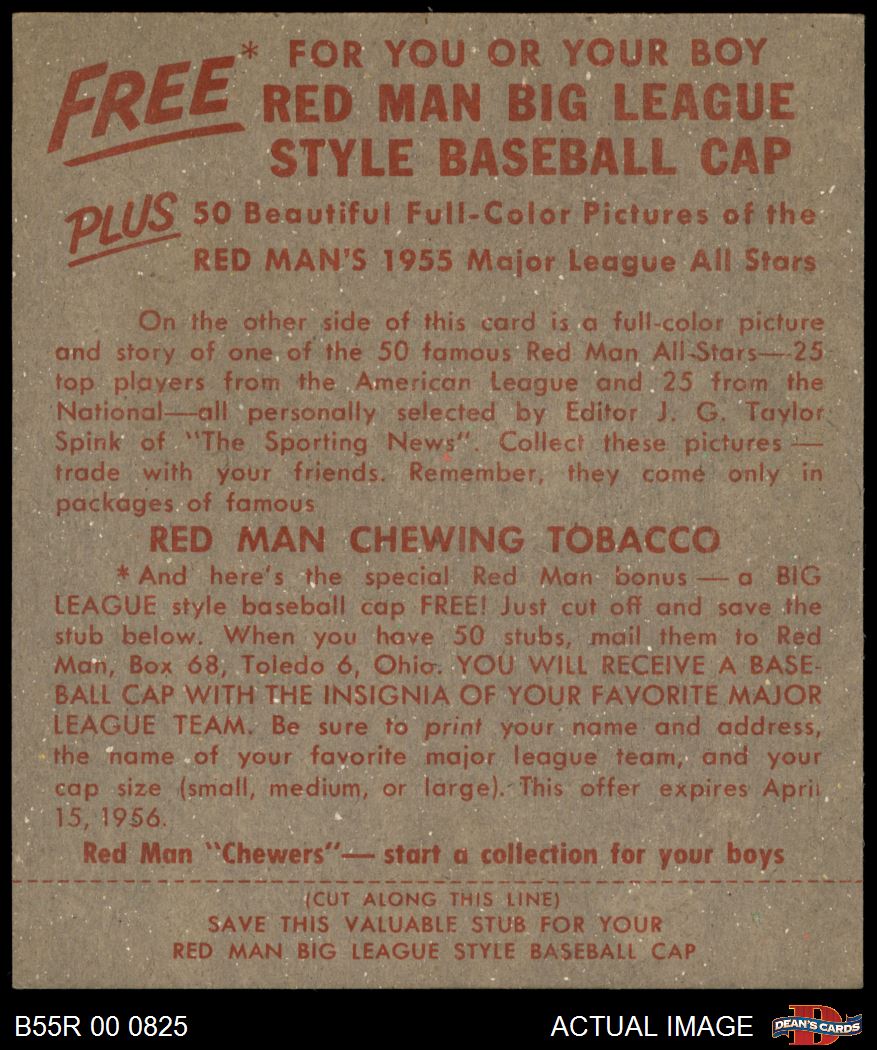 FREE* FOR YOU OR YOUR BOY
RED MAN BIG LEAGUE
STYLE BASEBALL CAP
PLUS 50 Beautiful Full-Color Pictures of the
RED MAN'S 1955 Major League All Stars
On the other side of this card is a full-color picture
and story of one of the 50 famous Red Man All-Stars—25
top players from the American League and 25 from the
National—all personally selected by Editor J. G. Taylor
Spink of "The Sporting News". Collect these pictures —
trade with your friends. Remember, they come only in
packages of famous
RED MAN CHEWING TOBACCO
* And here's the special Red Man bonus — a BIG
LEAGUE style baseball cap FREE! Just cut off and save the
stub below. When you have 50 stubs, mail them to Red
Man, Box 68, Toledo 6, Ohio. YOU WILL RECEIVE A BASE-
BALL CAP WITH THE INSIGNIA OF YOUR FAVORITE MAJOR
LEAGUE TEAM. Be sure to print your name and address,
the name of your favorite major league team, and your
cap size (small, medium, or large). This offer expires April
15, 1956.
Red Man "Chewers"— start a collection for your boys
(CUT ALONG THIS LINE)
SAVE THIS VALUABLE STUB FOR YOUR
RED MAN BIG LEAGUE STYLE BASEBALL CAP
B55R 00 0825
ACTUAL IMAGE
DEAN'S CARDS